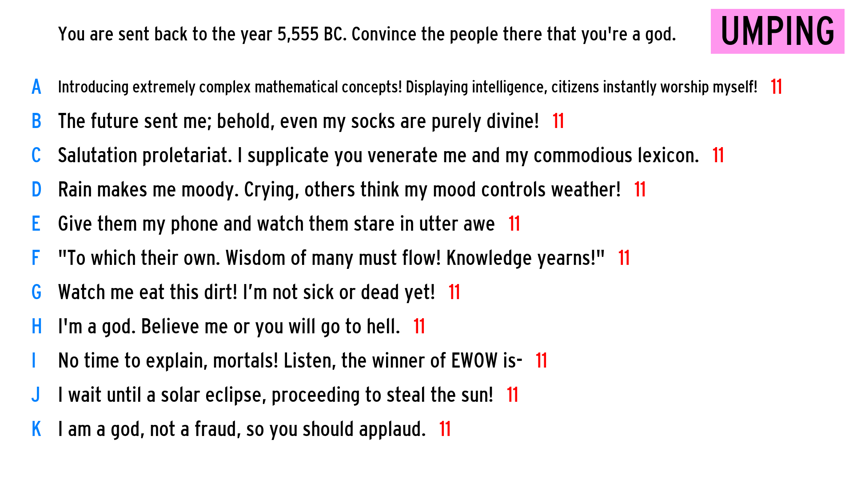 You are sent back to the year 5,555 BC. Convince the people there that you're a god.
UMPING
A Introducing extremely complex mathematical concepts! Displaying intelligence, citizens instantly worship myself! 11
B The future sent me; behold, even my socks are purely divine! 11
C Salutation proletariat. I supplicate you venerate me and my commodious lexicon. 11
D Rain makes me moody. Crying, others think my mood controls weather! 11
E Give them my phone and watch them stare in utter awe 11
F "To which their own. Wisdom of many must flow! Knowledge yearns!" 11
G Watch me eat this dirt! I’m not sick or dead yet! 11
H I'm a god. Believe me or you will go to hell. 11
I No time to explain, mortals! Listen, the winner of EWOW is- 11
J I wait until a solar eclipse, proceeding to steal the sun! 11
K I am a god, not a fraud, so you should applaud. 11